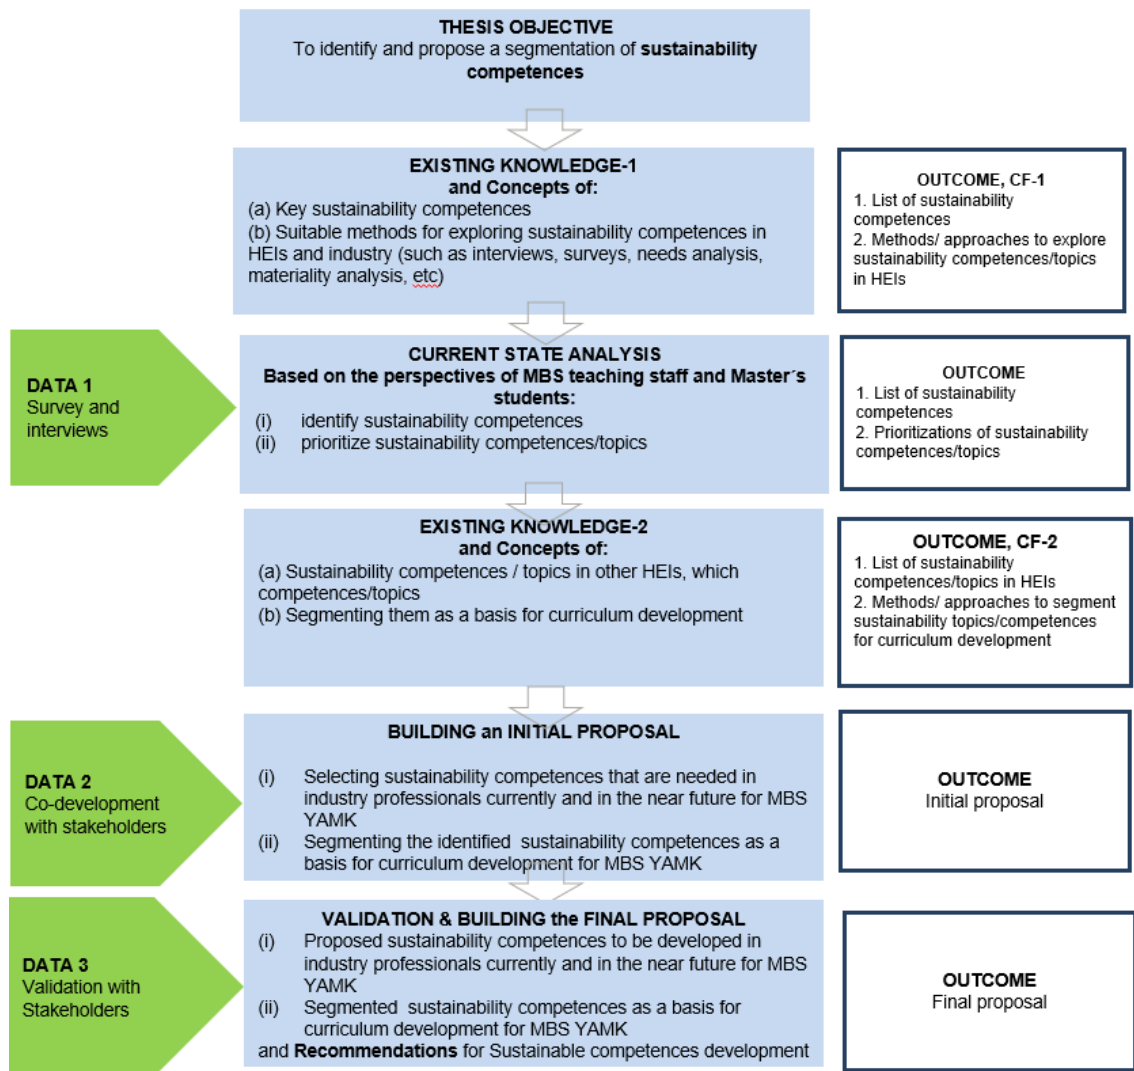 THESIS OBJECTIVE
To identify and propose a segmentation of sustainability
competences
EXISTING KNOWLEDGE-1
and Concepts of:
(a) Key sustainability competences
(b) Suitable methods for exploring sustainability competences in
HEIs and industry (such as interviews, surveys, needs analysis,
materiality analysis, etc)
OUTCOME, CF-1
1. List of sustainability
competences
2. Methods/ approaches to explore
sustainability competences/topics
in HEIs
DATA 1
Survey and
interviews
CURRENT STATE ANALYSIS
Based on the perspectives of MBS teaching staff and Master´s
students:
(i) identify sustainability competences
(ii) prioritize sustainability competences/topics
OUTCOME
1. List of sustainability
competences
2. Prioritizations of sustainability
competences/topics
EXISTING KNOWLEDGE-2
and Concepts of:
(a) Sustainability competences / topics in other HEIs, which
competences/topics
(b) Segmenting them as a basis for curriculum development
OUTCOME, CF-2
1. List of sustainability
competences/topics in HEIs
2. Methods/ approaches to segment
sustainability topics/competences
for curriculum development
DATA 2
Co-development
with stakeholders
BUILDING an INITIAL PROPOSAL
(i) Selecting sustainability competences that are needed in
industry professionals currently and in the near future for MBS
YAMK
(ii) Segmenting the identified sustainability competences as a
basis for curriculum development for MBS YAMK
OUTCOME
Initial proposal
DATA 3
Validation with
Stakeholders
VALIDATION & BUILDING the FINAL PROPOSAL
(i) Proposed sustainability competences to be developed in
industry professionals currently and in the near future for MBS
YAMK
(ii) Segmented sustainability competences as a basis for
curriculum development for MBS YAMK
and Recommendations for Sustainable competences development
OUTCOME
Final proposal